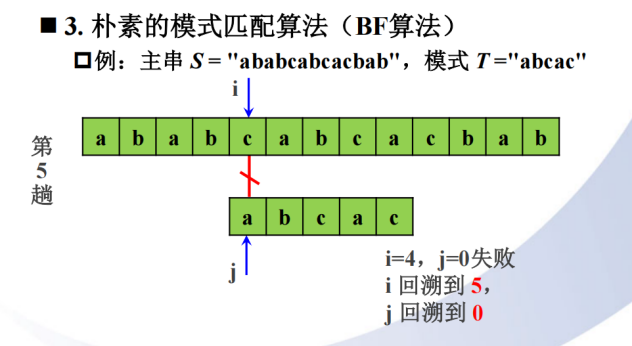 3. 朴素的模式匹配算法（BF算法）
例：主串 S = "ababcabcacbab"，模式 T ="abcac"
i
a b a b c a b c a c b a b
第
5
趟
a b c a c
j
i=4，j=0失败
i 回溯到 5，
j 回溯到 0